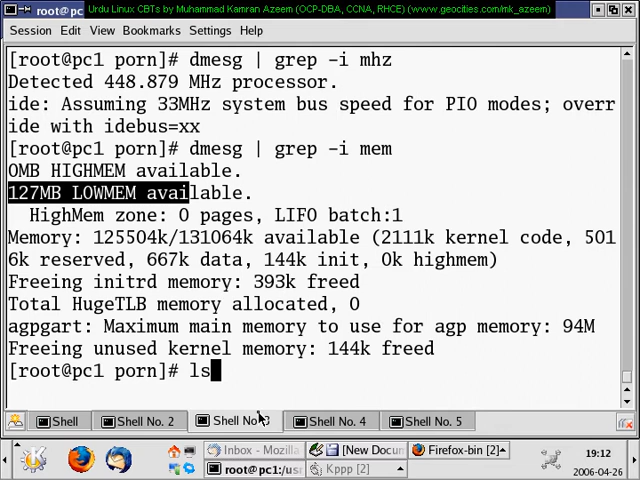 root@pc1
Urdu Linux CBTs by Muhammad Kamran Azeem (OCP-DBA, CCNA, RHCE) (www.geocities.com/mk_azeem)
Session Edit View Bookmarks Settings Help
[root@pc1 porn]# dmesg | grep -i mhz
Detected 448.879 MHz processor.
ide: Assuming 33MHz system bus speed for PIO modes; overr
ide with idebus=xx
[root@pc1 porn]# dmesg | grep -i mem
0MB HIGHMEM available.
127MB LOWMEM available.
HighMem zone: 0 pages, LIFO batch:1
Memory: 125504k/131064k available (2111k kernel code, 501
6k reserved, 667k data, 144k init, 0k highmem)
Freeing initrd memory: 393k freed
Total HugeTLB memory allocated, 0
agpgart: Maximum main memory to use for agp memory: 94M
Freeing unused kernel memory: 144k freed
[root@pc1 porn]# ls
Shell Shell No. 2 Shell No. 3 Shell No. 4 Shell No. 5
Inbox - Mozilla [New Documen Firefox-bin [2]
root@pc1:/usr Kppp [2]
19:12
2006-04-26